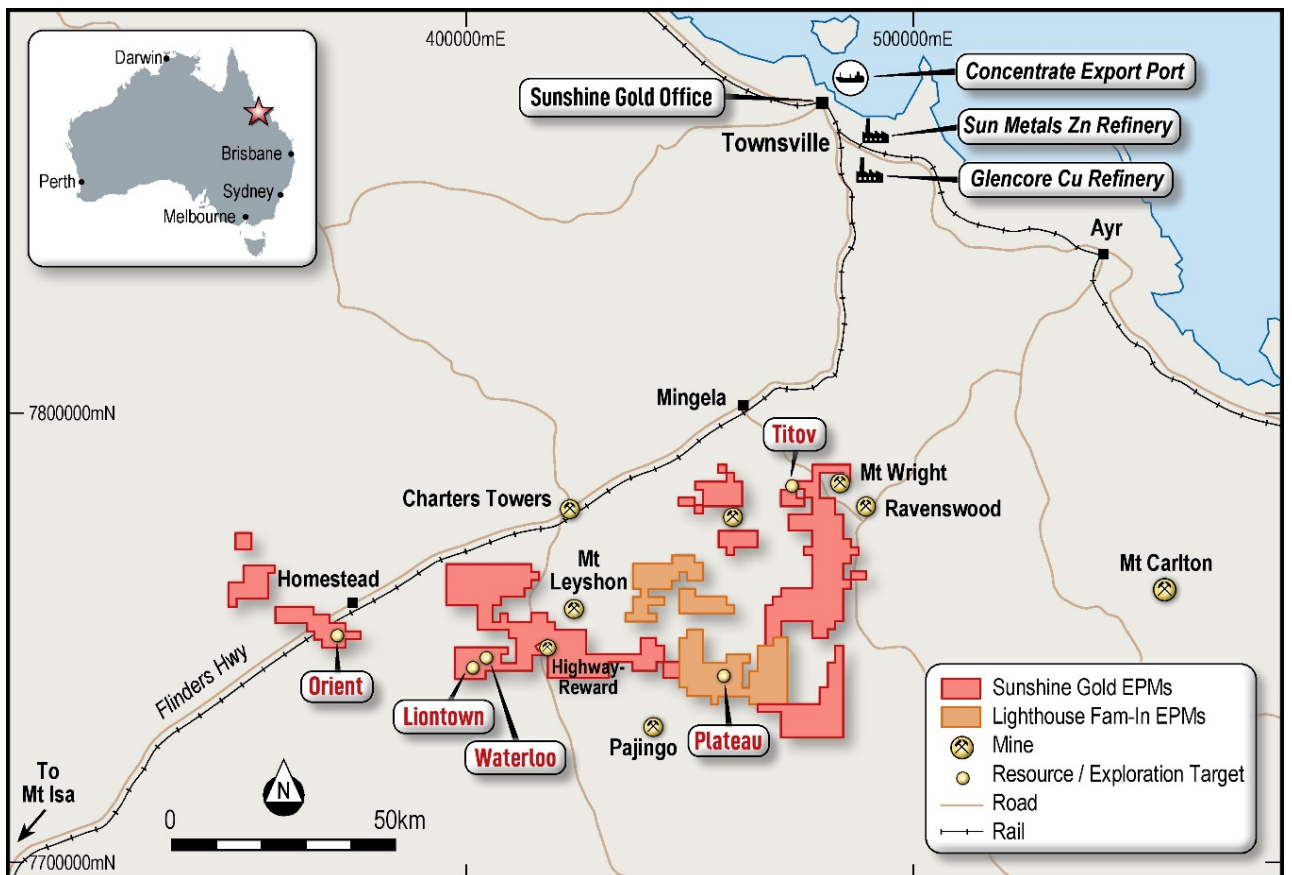 400000mE
500000mE
Darwin
Brisbane
Perth
Sydney
Melbourne
Sunshine Gold Office
Townsville
Concentrate Export Port
Sun Metals Zn Refinery
Glencore Cu Refinery
Ayr
7800000mN
Mingela
Titov
Mt Wright
Ravenswood
Charters Towers
Mt
Leyshon
Mt Carlton
Homestead
Flinders Hwy
Orient
Highway-
Reward
Liontown
Waterloo
Pajingo
Plateau
To
Mt Isa
N
0
50km
7700000mN
Sunshine Gold EPMs
Lighthouse Fam-In EPMs
Mine
Resource / Exploration Target
Road
Rail